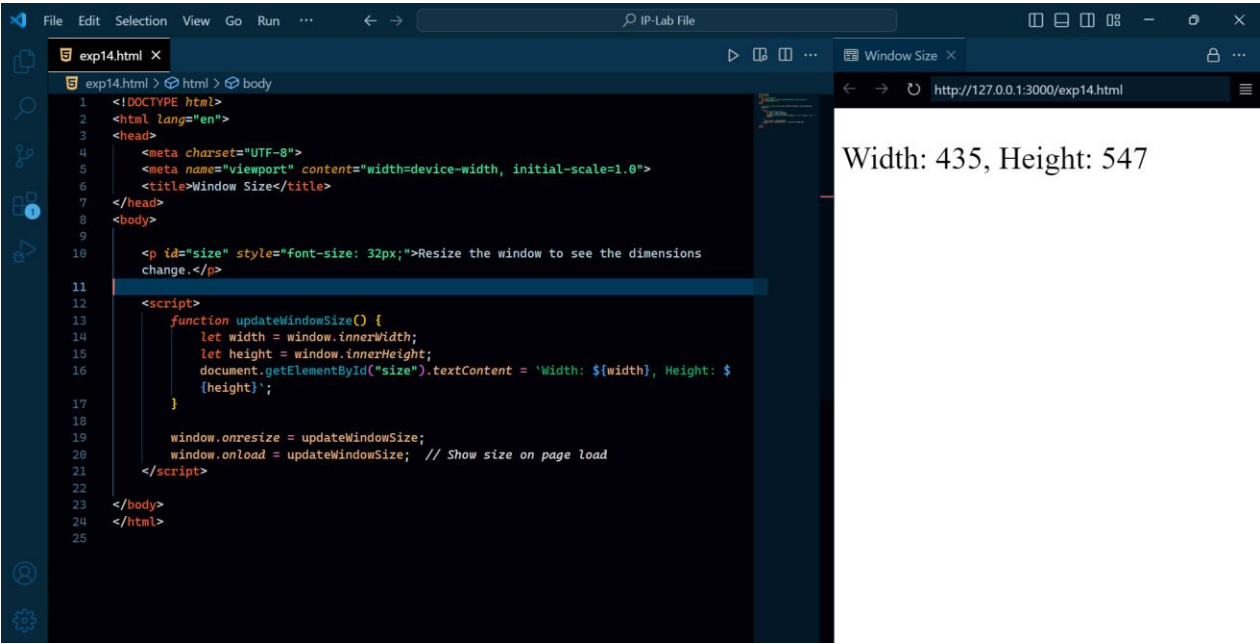 File Edit Selection View Go Run ··· ← → IP-Lab File
exp14.html ×
exp14.html > html > body
1 <!DOCTYPE html>
2 <html lang="en">
3 <head>
4 <meta charset="UTF-8">
5 <meta name="viewport" content="width=device-width, initial-scale=1.0">
6 <title>Window Size</title>
7 </head>
8 <body>
9
10 <p id="size" style="font-size: 32px;">Resize the window to see the dimensions
change.</p>
11
12 <script>
13 function updateWindowSize() {
14 let width = window.innerWidth;
15 let height = window.innerHeight;
16 document.getElementById("size").textContent = `Width: ${width}, Height: $
{height}`;
17 }
18
19 window.onresize = updateWindowSize;
20 window.onload = updateWindowSize; // Show size on page load
21 </script>
22
23 </body>
24 </html>
25
1
Window Size ×
http://127.0.0.1:3000/exp14.html
Width: 435, Height: 547